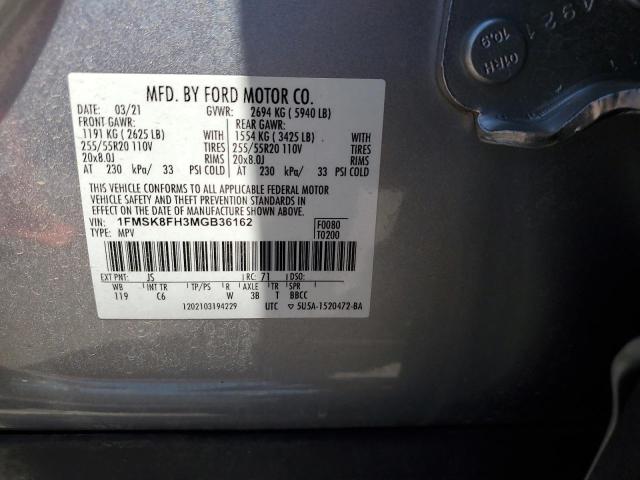 4921
01RH
10.9
MFD. BY FORD MOTOR CO.
DATE: 03/21 GVWR: 2694 KG (5940 LB)
FRONT GAWR: REAR GAWR:
1191 KG (2625 LB) WITH 1554 KG (3425 LB) WITH
255/55R20 110V TIRES 255/55R20 110V TIRES
20x8.0J RIMS 20x8.0J RIMS
AT 230 kPa/ 33 PSI COLD AT 230 kPa/ 33 PSI COLD
THIS VEHICLE CONFORMS TO ALL APPLICABLE FEDERAL MOTOR
VEHICLE SAFETY AND THEFT PREVENTION STANDARDS IN
EFFECT ON THE DATE OF MANUFACTURE SHOWN ABOVE.
VIN: 1FMSK8FH3MGB36162 F0080
TYPE: MPV T0200
EXT PNT: JS RC: 71 DSO:
WB INT TR TP/PS R AXLE TR SPR
119 C6 W 3B T BBCC
1202103194229 UTC 5U5A-1520472-BA